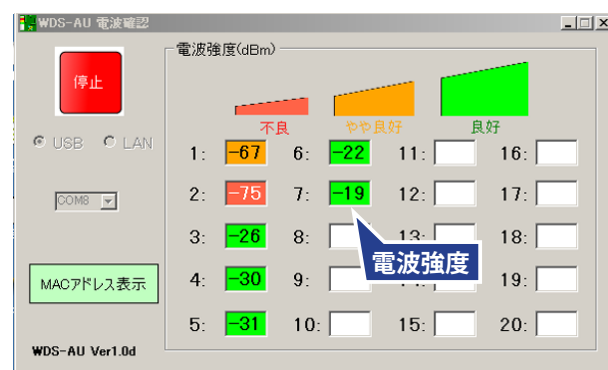 WDS-AU 電波確認
電波強度(dBm)
停止
不良 やや良好 良好
USB LAN
1: -67 6: -22 11: 16:
COM8
2: -75 7: -19 12: 17:
3: -26 8: 13: 18:
電波強度
MACアドレス表示
4: -30 9: 19:
5: -31 10: 15: 20:
WDS-AU Ver1.0d